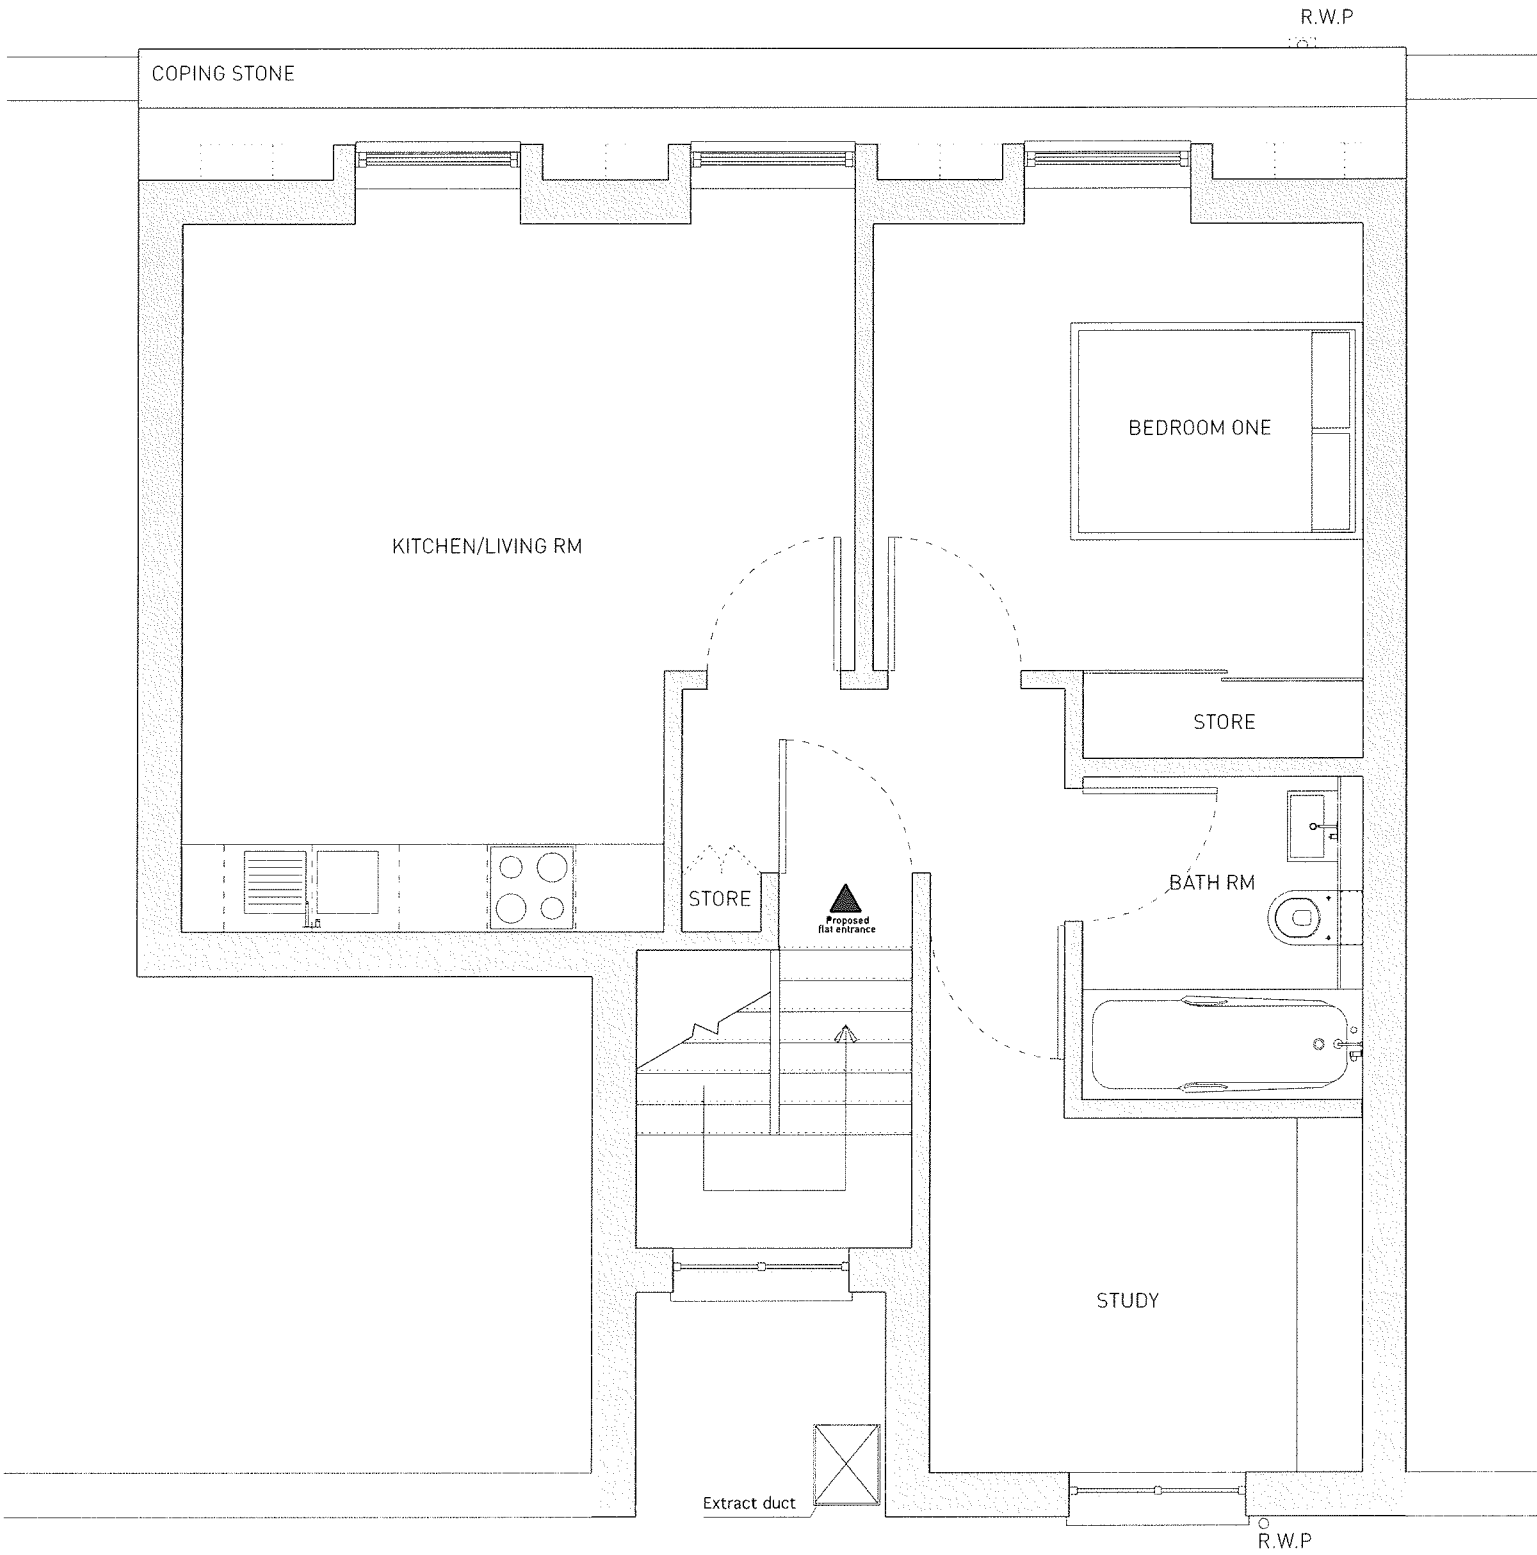 R.W.P
COPING STONE
BEDROOM ONE
KITCHEN/LIVING RM
STORE
BATH RM
STORE
Proposed
flat entrance
STUDY
Extract duct
R.W.P